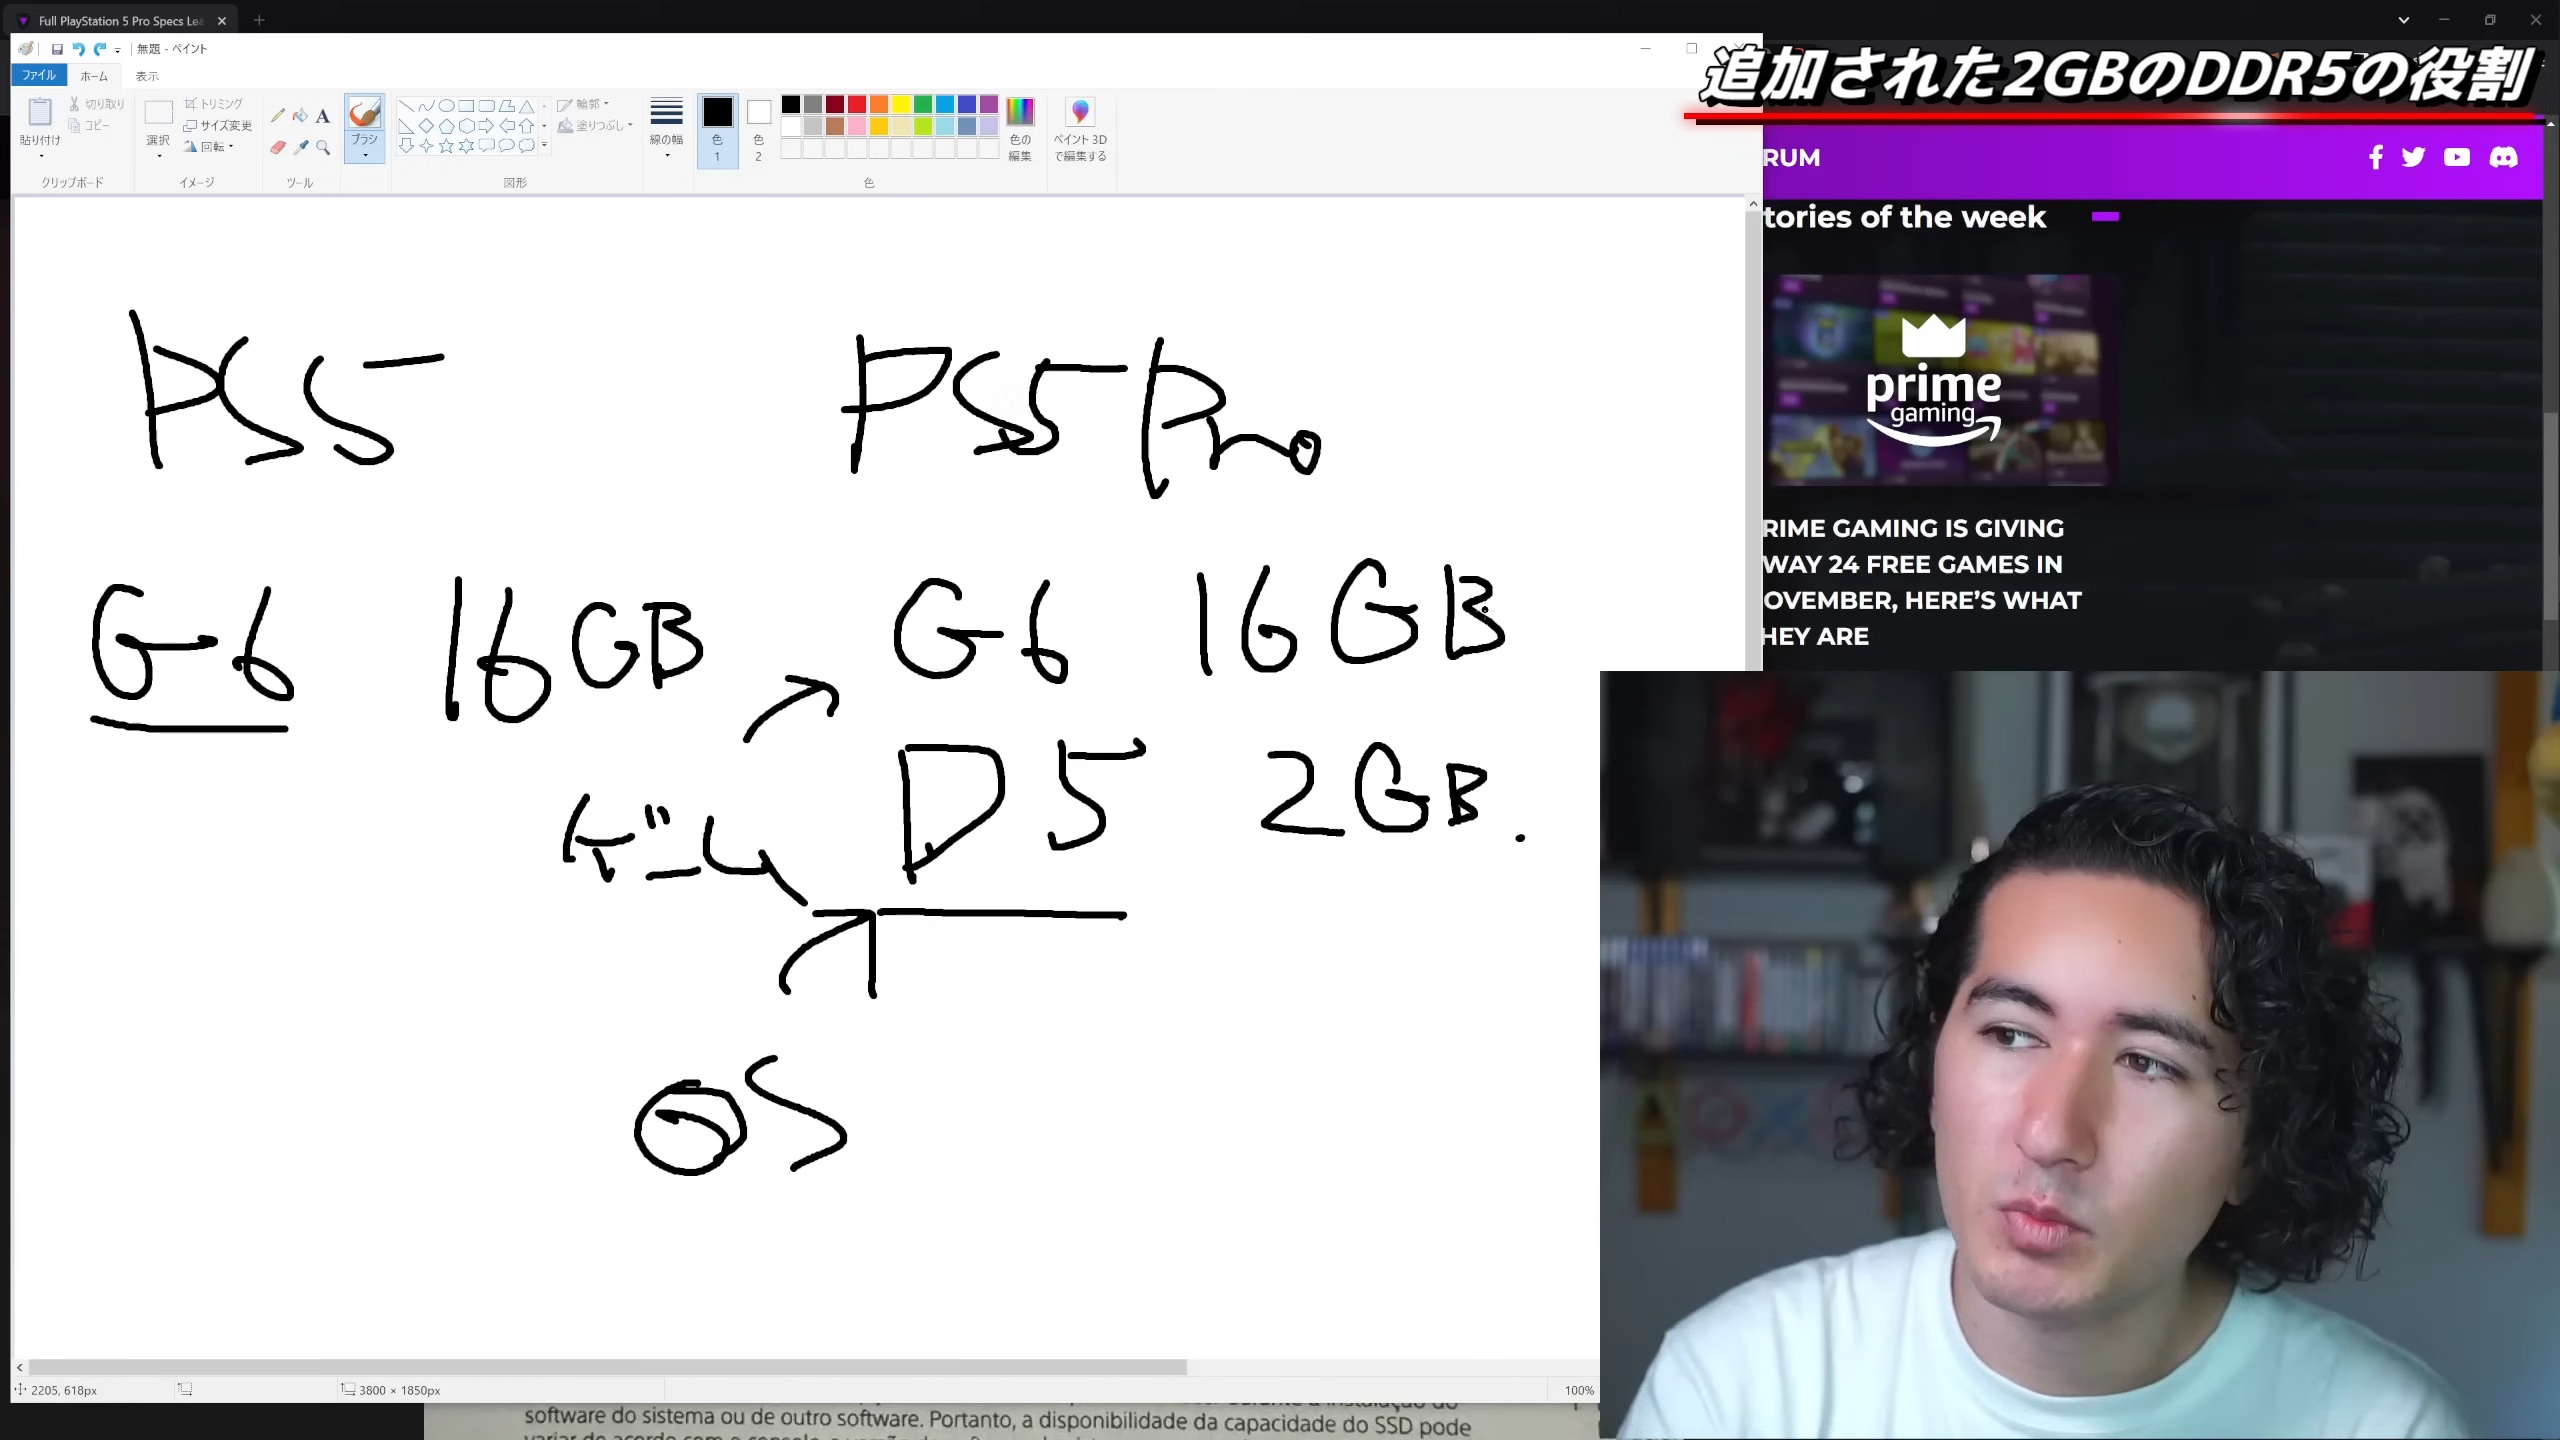 Full PlayStation 5 Pro Specs Lea
無題 - ペイント
ファイル ホーム 表示
貼り付け
切り取り
コピー
クリップボード
選択
トリミング
サイズ変更
回転
イメージ
A
ツール
ブラシ
輪郭
塗りつぶし
図形
線の幅
色
1
色
2
色の
編集
ペイント 3D
で編集する
色
追加された2GBのDDR5の役割
RUM
tories of the week
prime
gaming
RIME GAMING IS GIVING
WAY 24 FREE GAMES IN
OVEMBER, HERE'S WHAT
HEY ARE
PS5 PS5 Pro
G6 16GB G6 16GB
D5 2GB.
ゲーム
OS
2205, 618px
3800 × 1850px
100%
software do sistema ou de outro software. Portanto, a disponibilidade da capacidade do SSD pode